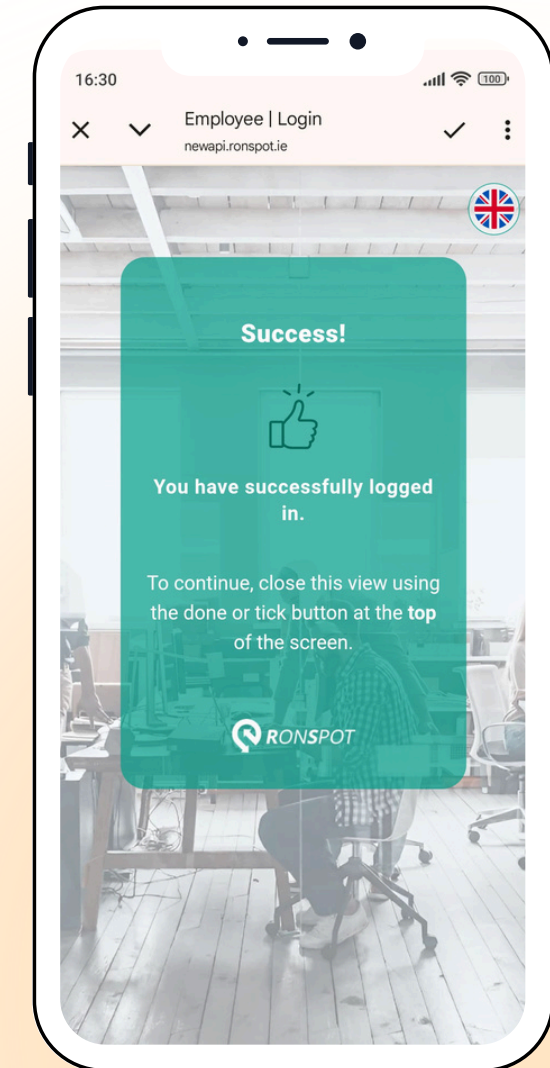 16:30
100
Employee | Login
newapi.ronspot.ie
Success!
You have successfully logged
in.
To continue, close this view using
the done or tick button at the top
of the screen.
RONSPOT